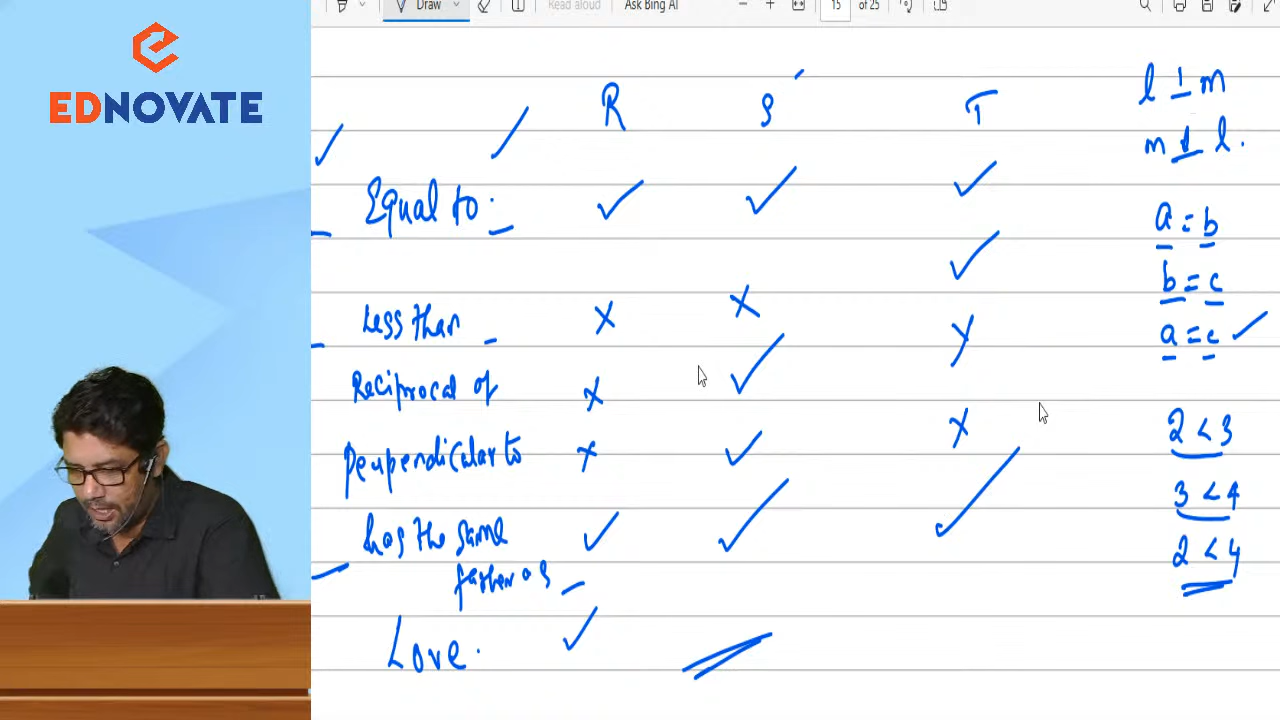 Draw
Read aloud
Ask Bing AI
15 of 25
EDNOVATE
R S T
Equal to
Less than
Reciprocal of
perpendicular to
has the same
father as
Love.
l ⊥ m
m ⊥ l.
a = b
b = c
a = c
2 < 3
3 < 4
2 < 4